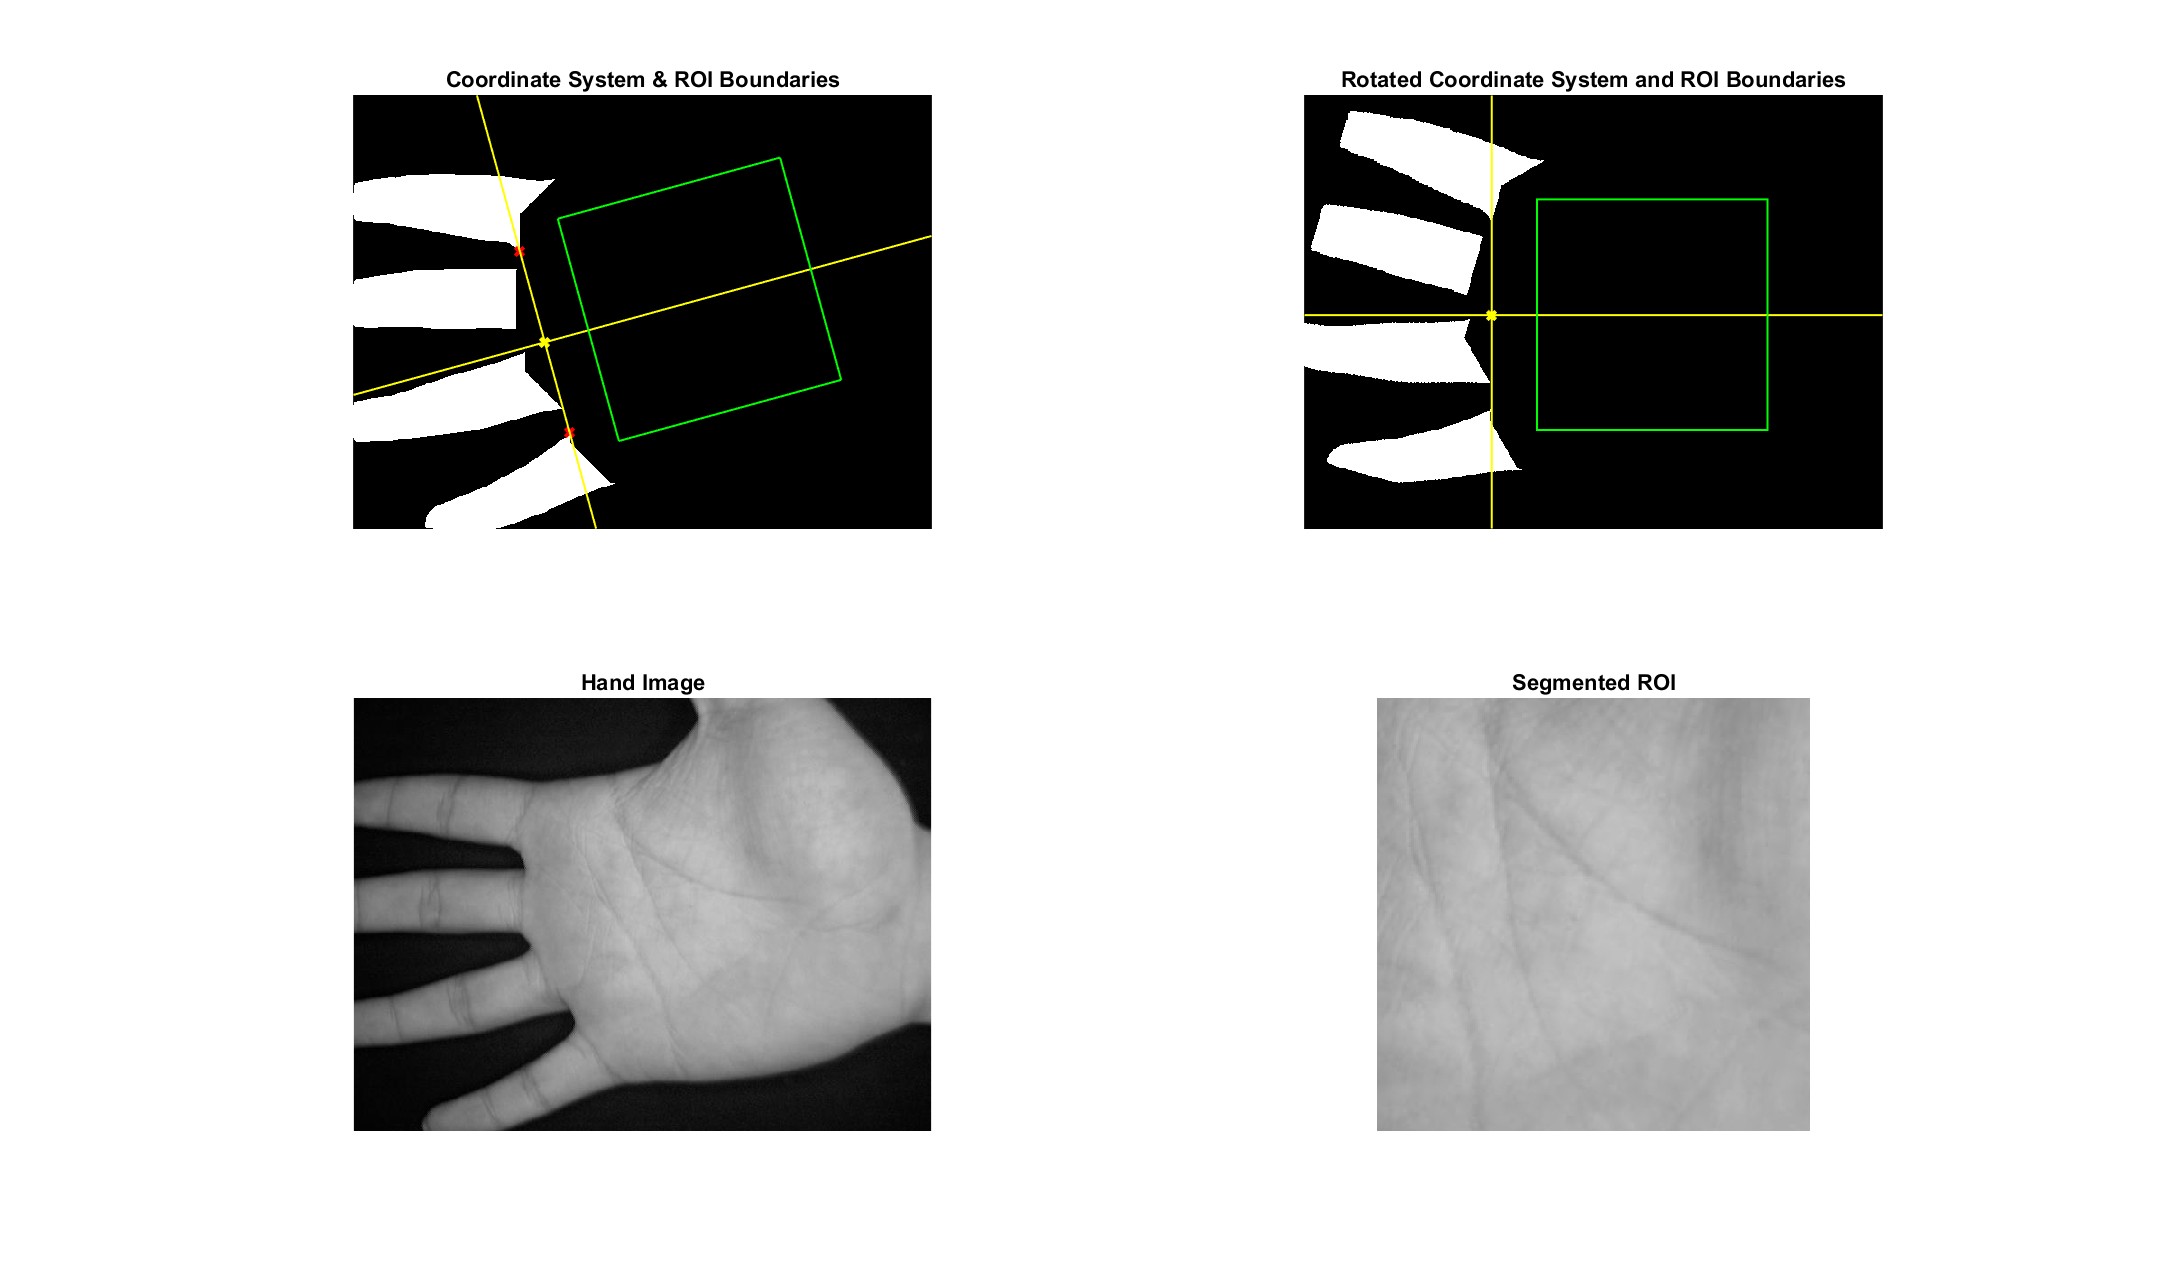 Coordinate System & ROI Boundaries
Rotated Coordinate System and ROI Boundaries
Hand Image
Segmented ROI